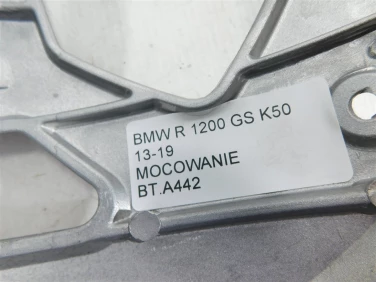 BMW R 1200 GS K50
13-19
MOCOWANIE
BT.A442